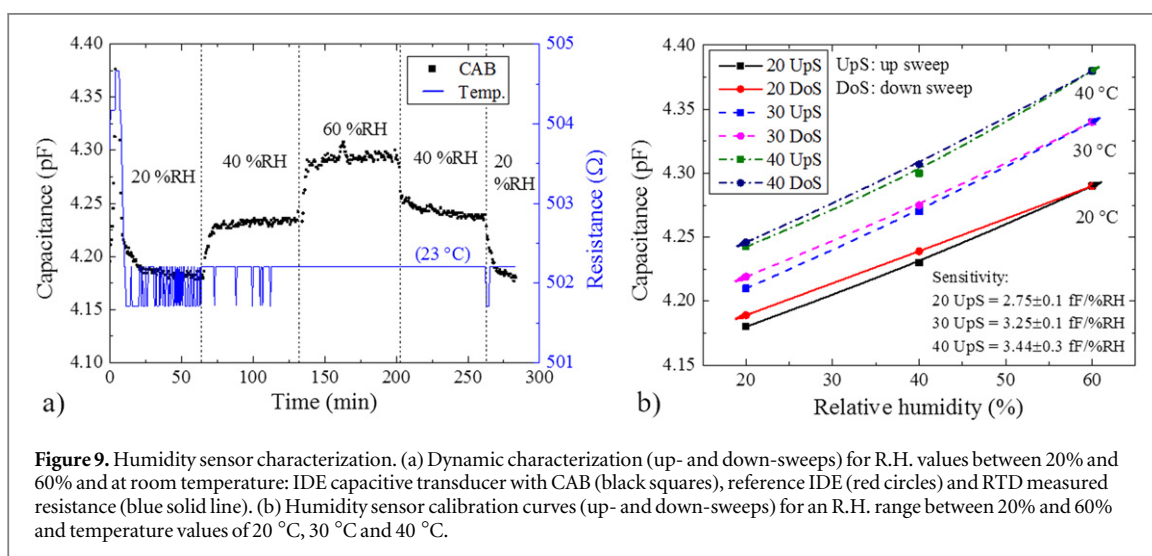 4.40
4.35
4.30
4.25
4.20
4.15
4.10
Capacitance (pF)
CAB
Temp.
20 %RH
40 %RH
60 %RH
40 %RH
20
%RH
(23 °C)
505
504
503
502
501
Resistance (Ω)
0 50 100 150 200 250 300
Time (min)
a)
4.40
4.35
4.30
4.25
4.20
4.15
Capacitance (pF)
20 UpS
20 DoS
30 UpS
30 DoS
40 UpS
40 DoS
UpS: up sweep
DoS: down sweep
40 °C
30 °C
20 °C
Sensitivity:
20 UpS = 2.75±0.1 fF/%RH
30 UpS = 3.25±0.1 fF/%RH
40 UpS = 3.44±0.3 fF/%RH
20 30 40 50 60
Relative humidity (%)
b)
Figure 9. Humidity sensor characterization. (a) Dynamic characterization (up- and down-sweeps) for R.H. values between 20% and
60% and at room temperature: IDE capacitive transducer with CAB (black squares), reference IDE (red circles) and RTD measured
resistance (blue solid line). (b) Humidity sensor calibration curves (up- and down-sweeps) for an R.H. range between 20% and 60%
and temperature values of 20 °C, 30 °C and 40 °C.